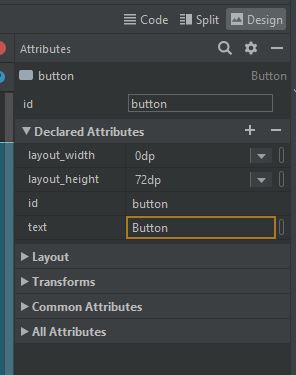 Code Split Design
Attributes
button Button
id button
Declared Attributes
layout_width 0dp
layout_height 72dp
id button
text Button
Layout
Transforms
Common Attributes
All Attributes